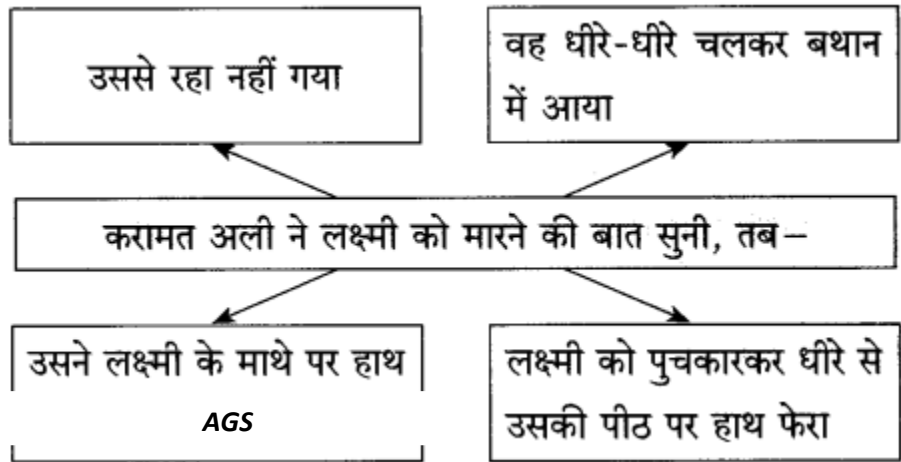 उससे रहा नहीं गया
वह धीरे-धीरे चलकर बथान
में आया
करामत अली ने लक्ष्मी को मारने की बात सुनी, तब–
उसने लक्ष्मी के माथे पर हाथ
AGS
लक्ष्मी को पुचकारकर धीरे से
उसकी पीठ पर हाथ फेरा